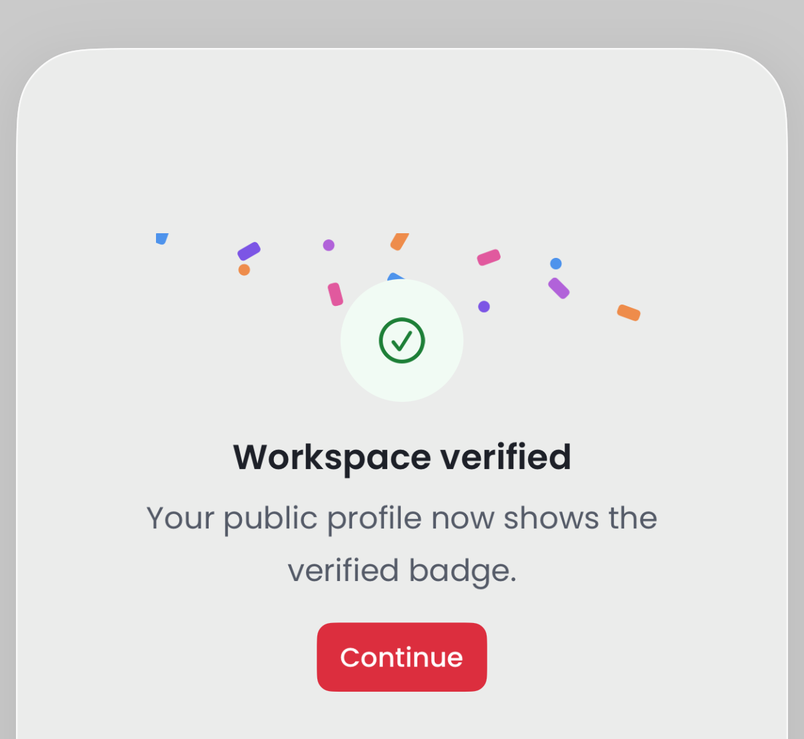 Workspace verified
Your public profile now shows the
verified badge.
Continue